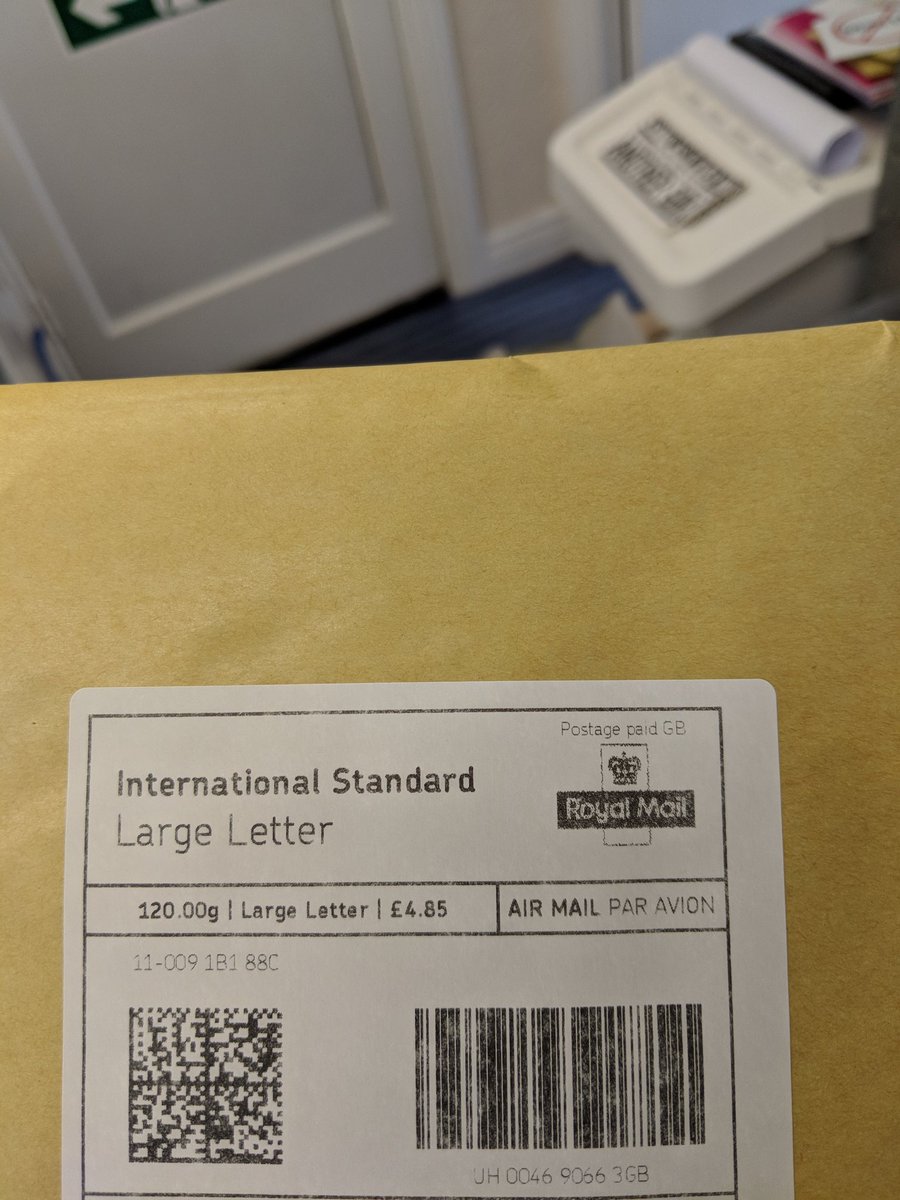 Postage paid GB
International Standard
Large Letter
Royal Mail
120.00g | Large Letter | £4.85
AIR MAIL PAR AVION
11-009 1B1 88C
UH 0046 9066 3GB